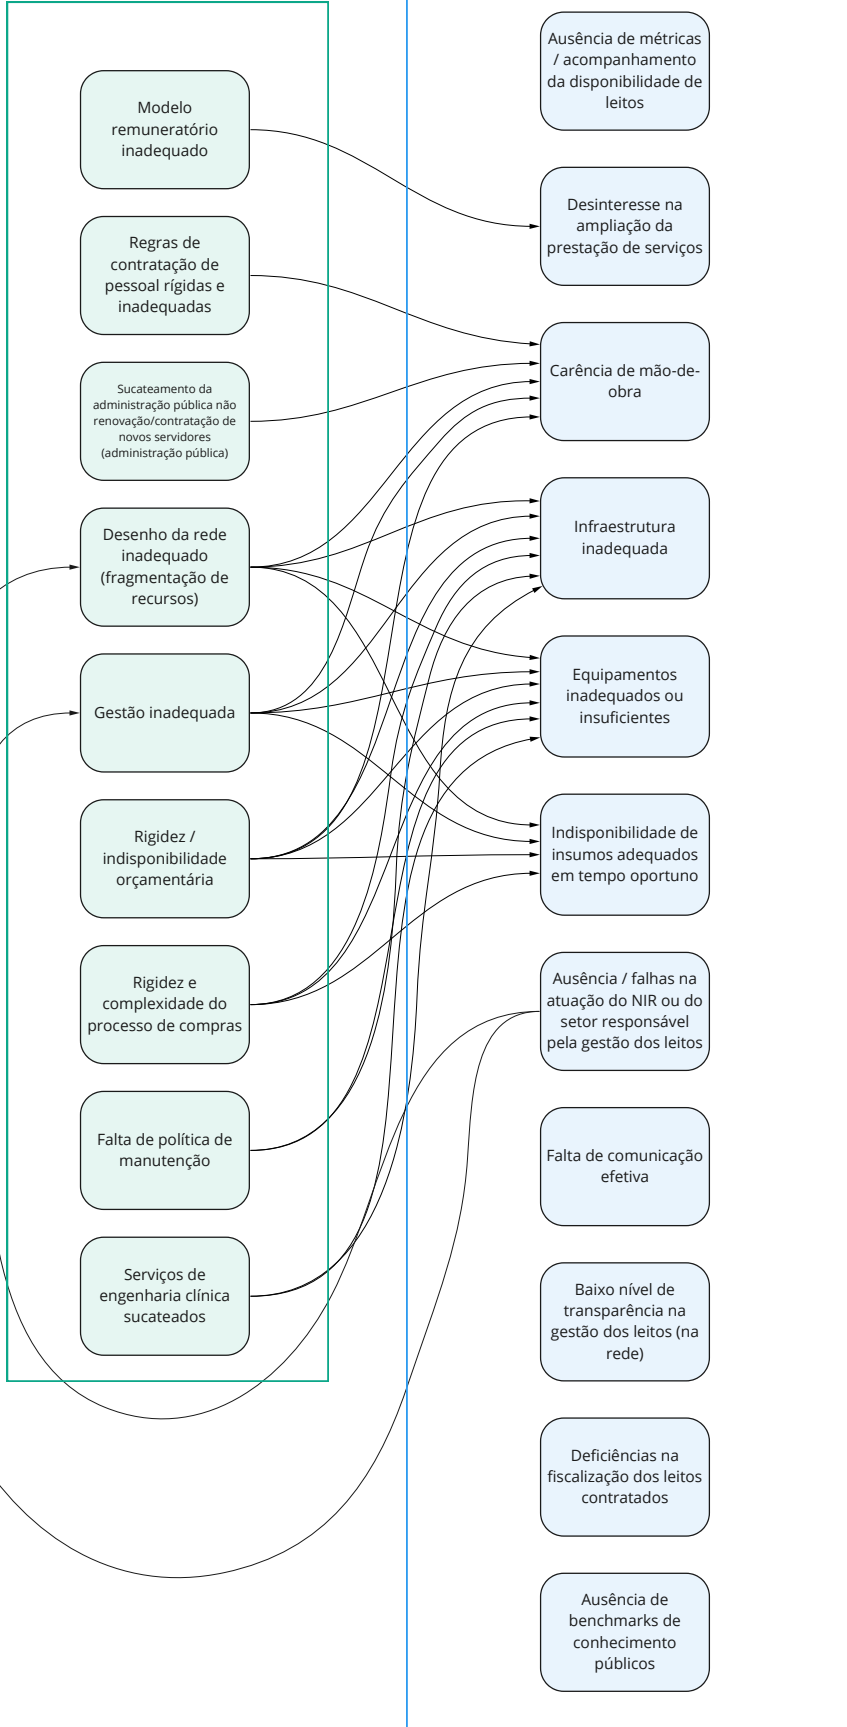 Modelo
remuneratório
inadequado
Regras de
contratação de
pessoal rígidas e
inadequadas
Sucateamento da
administração pública não
renovação/contratação de
novos servidores
(administração pública)
Desenho da rede
inadequado
(fragmentação de
recursos)
Gestão inadequada
Rigidez /
indisponibilidade
orçamentária
Rigidez e
complexidade do
processo de compras
Falta de política de
manutenção
Serviços de
engenharia clínica
sucateados
Ausência de métricas
/ acompanhamento
da disponibilidade de
leitos
Desinteresse na
ampliação da
prestação de serviços
Carência de mão-de-
obra
Infraestrutura
inadequada
Equipamentos
inadequados ou
insuficientes
Indisponibilidade de
insumos adequados
em tempo oportuno
Ausência / falhas na
atuação do NIR ou do
setor responsável
pela gestão dos leitos
Falta de comunicação
efetiva
Baixo nível de
transparência na
gestão dos leitos (na
rede)
Deficiências na
fiscalização dos leitos
contratados
Ausência de
benchmarks de
conhecimento
públicos